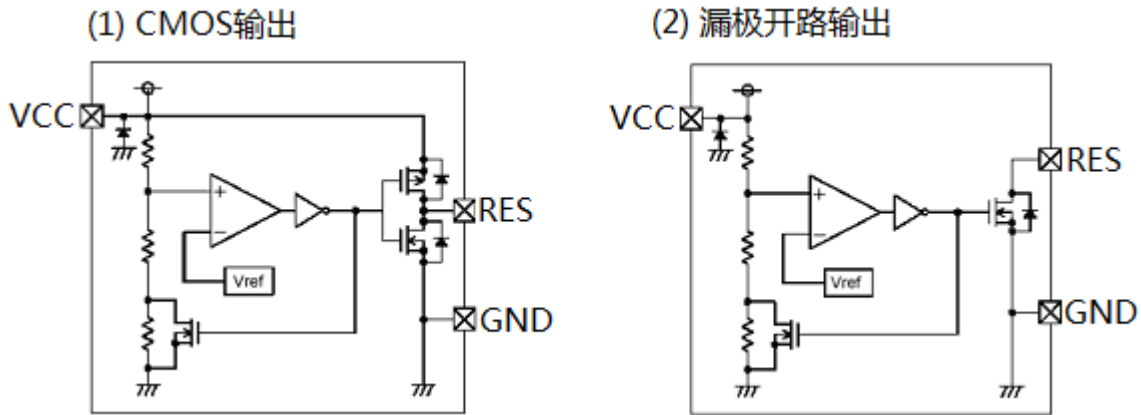 (1) CMOS输出
VCC
+
−
Vref
RES
GND
(2) 漏极开路输出
VCC
+
−
Vref
RES
GND